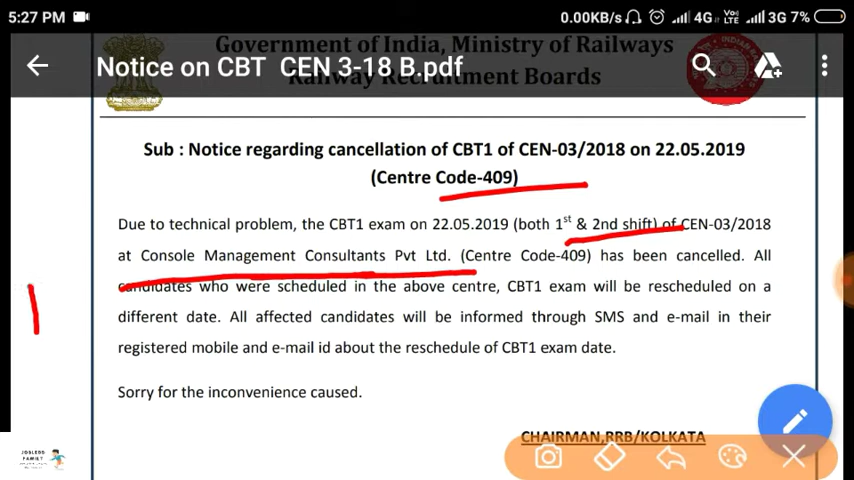 5:27 PM 0.00KB/s 4G Vo) LTE 3G 7%
Government of India, Ministry of Railways
Notice on CBT CEN 3-18 B.pdf
Railway Recruitment Boards
Sub : Notice regarding cancellation of CBT1 of CEN-03/2018 on 22.05.2019
(Centre Code-409)
Due to technical problem, the CBT1 exam on 22.05.2019 (both 1st & 2nd shift) of CEN-03/2018
at Console Management Consultants Pvt Ltd. (Centre Code-409) has been cancelled. All
candidates who were scheduled in the above centre, CBT1 exam will be rescheduled on a
different date. All affected candidates will be informed through SMS and e-mail in their
registered mobile and e-mail id about the reschedule of CBT1 exam date.
Sorry for the inconvenience caused.
CHAIRMAN,RRB/KOLKATA
JOBLESS
FAMILY